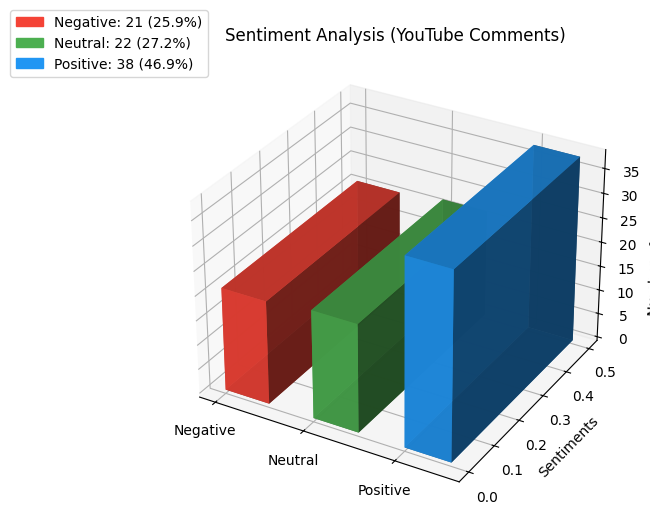 Negative: 21 (25.9%)
Neutral: 22 (27.2%)
Positive: 38 (46.9%)
Sentiment Analysis (YouTube Comments)
35
30
25
20
15
10
5
0
0.5
0.4
0.3
0.2
0.1
0.0
Sentiments
Negative
Neutral
Positive